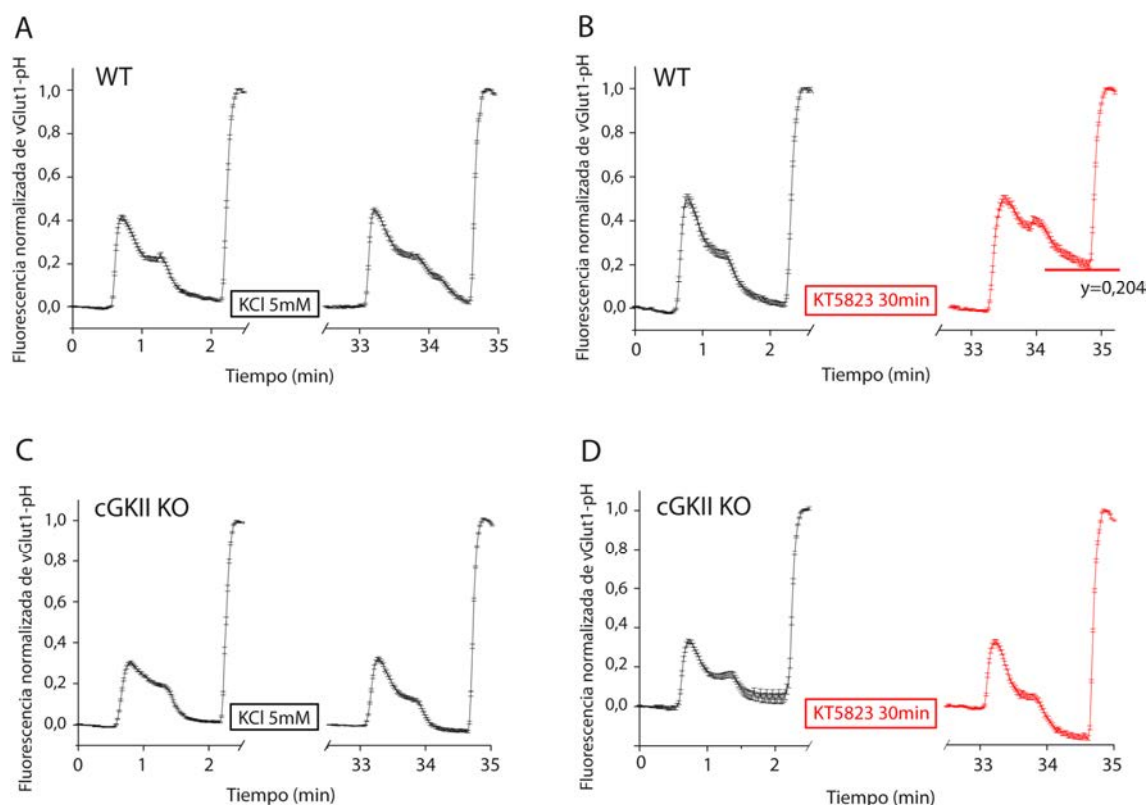 A
WT
Fluorescencia normalizada de vGlut1-pH
1,0
0,8
0,6
0,4
0,2
0,0
KCl 5mM
0
1
2
33
34
35
Tiempo (min)
B
WT
Fluorescencia normalizada de vGlut1-pH
1,0
0,8
0,6
0,4
0,2
0,0
y=0,204
KT5823 30min
0
1
2
33
34
35
Tiempo (min)
C
cGKII KO
Fluorescencia normalizada de vGlut1-pH
1,0
0,8
0,6
0,4
0,2
0,0
KCl 5mM
0
1
2
33
34
35
Tiempo (min)
D
cGKII KO
Fluorescencia normalizada de vGlut1-pH
1,0
0,8
0,6
0,4
0,2
0,0
KT5823 30min
0
1
2
33
34
35
Tiempo (min)